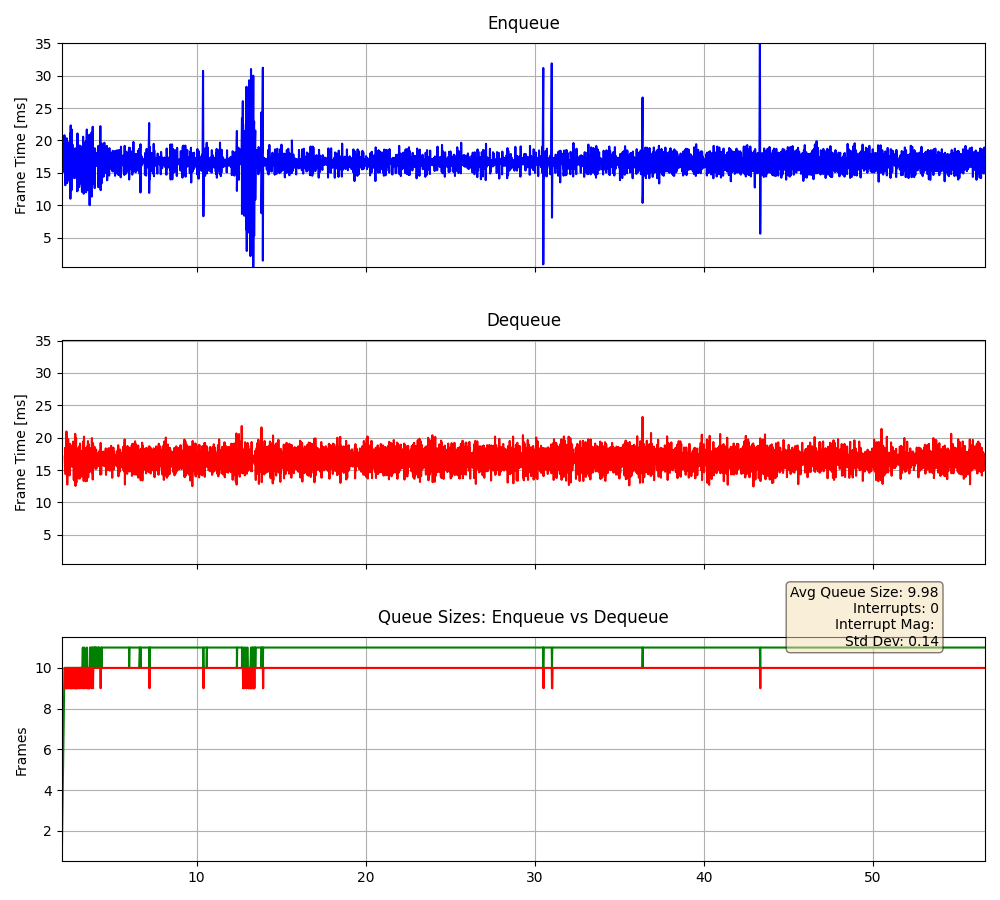 Enqueue
Frame Time [ms]
35
30
25
20
15
10
5
Dequeue
Frame Time [ms]
35
30
25
20
15
10
5
Avg Queue Size: 9.98
Interrupts: 0
Interrupt Mag:
Std Dev: 0.14
Queue Sizes: Enqueue vs Dequeue
Frames
10
8
6
4
2
10 20 30 40 50